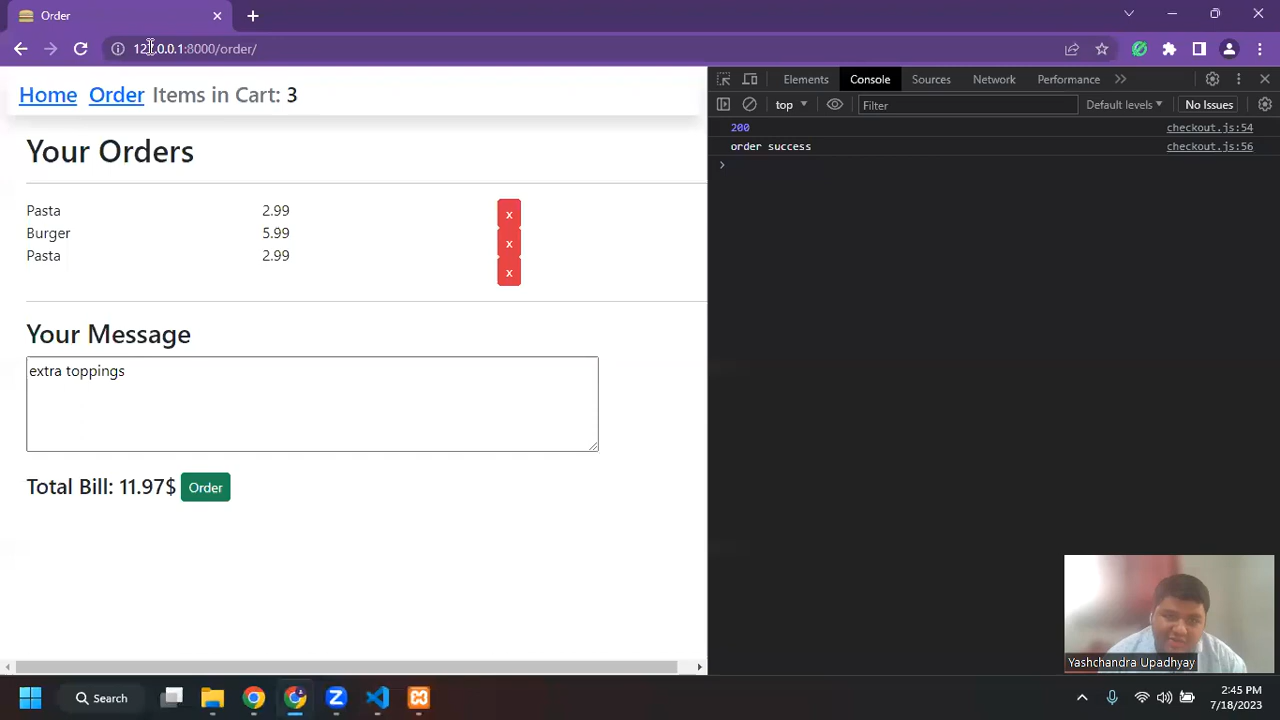 Order
127.0.0.1:8000/order/
Home Order Items in Cart: 3
Your Orders
Pasta 2.99 x
Burger 5.99 x
Pasta 2.99 x
Your Message
extra toppings
Total Bill: 11.97$ Order
Elements Console Sources Network Performance
top Filter Default levels No Issues
200 checkout.js:54
order success checkout.js:56
Yashchandra Upadhyay
Search
2:45 PM
7/18/2023